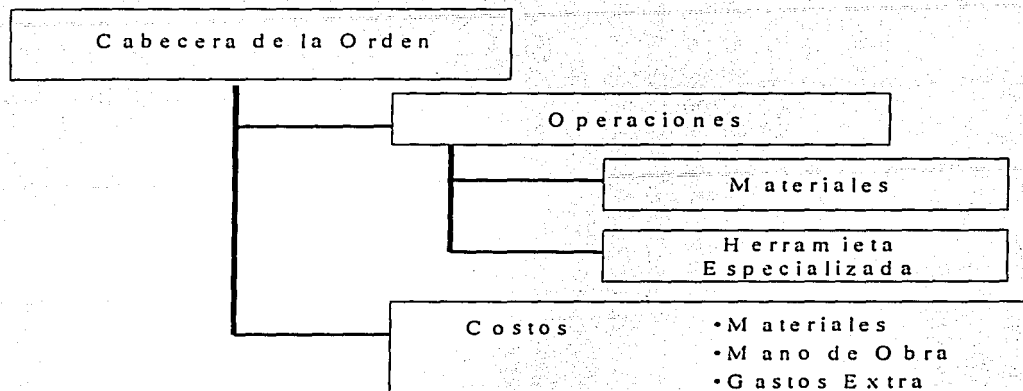 Cabecera de la Orden
Operaciones
Materiales
Herramieta
Especializada
Costos
•Materiales
•Mano de Obra
•Gastos Extra